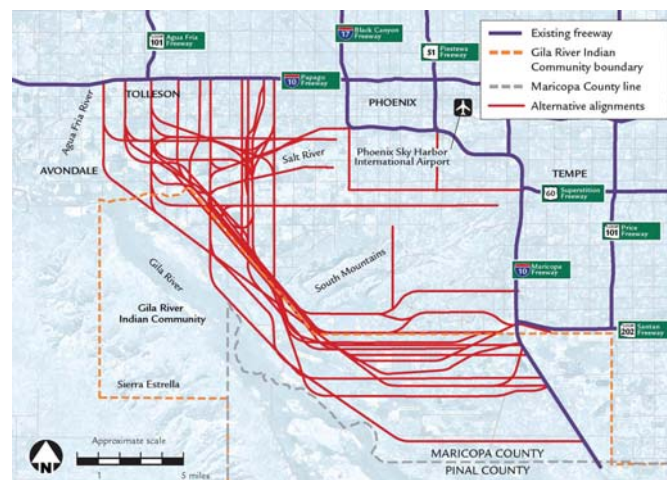 LOOP
101
Agua Fria
Freeway
17
Black Canyon
Freeway
51
Piestewa
Freeway
Existing freeway
Gila River Indian
Community boundary
Maricopa County line
Alternative alignments
10
Papago
Freeway
TOLLESON
PHOENIX
Agua Fria River
AVONDALE
Salt River
Phoenix Sky Harbor
International Airport
TEMPE
60
Superstition
Freeway
LOOP
101
Price
Freeway
10
Maricopa
Freeway
South Mountains
Gila River
Gila River
Indian Community
LOOP
202
Santan
Freeway
Sierra Estrella
Approximate scale
1
5 miles
N
MARICOPA COUNTY
PINAL COUNTY